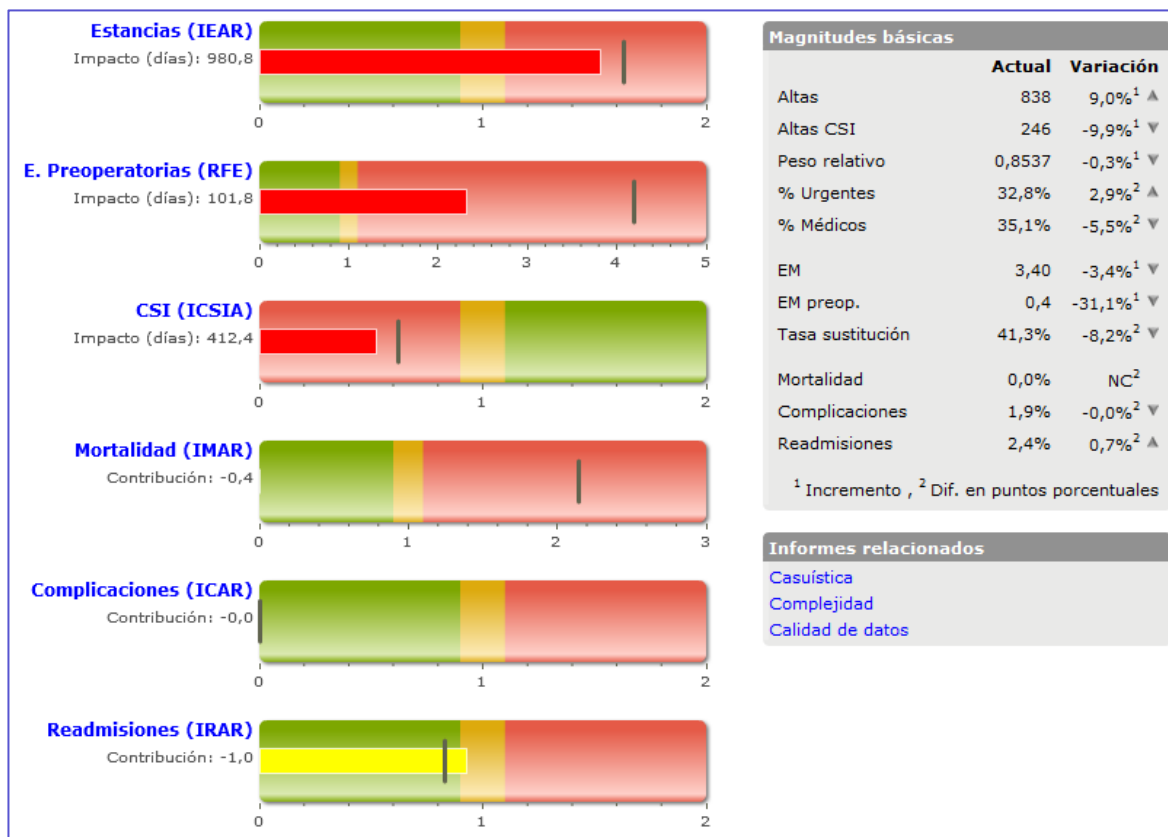 Estancias (IEAR)
Impacto (días): 980,8
0 1 2
E. Preoperatorias (RFE)
Impacto (días): 101,8
0 1 2 3 4 5
CSI (ICSIA)
Impacto (días): 412,4
0 1 2
Mortalidad (IMAR)
Contribución: -0,4
0 1 2 3
Complicaciones (ICAR)
Contribución: -0,0
0 1 2
Readmisiones (IRAR)
Contribución: -1,0
0 1 2
Magnitudes básicas
Actual Variación
Altas 838 9,0%¹ ▲
Altas CSI 246 -9,9%¹ ▼
Peso relativo 0,8537 -0,3%¹ ▼
% Urgentes 32,8% 2,9%² ▲
% Médicos 35,1% -5,5%² ▼
EM 3,40 -3,4%¹ ▼
EM preop. 0,4 -31,1%¹ ▼
Tasa sustitución 41,3% -8,2%² ▼
Mortalidad 0,0% NC²
Complicaciones 1,9% -0,0%² ▼
Readmisiones 2,4% 0,7%² ▲
¹ Incremento , ² Dif. en puntos porcentuales
Informes relacionados
Casuística
Complejidad
Calidad de datos